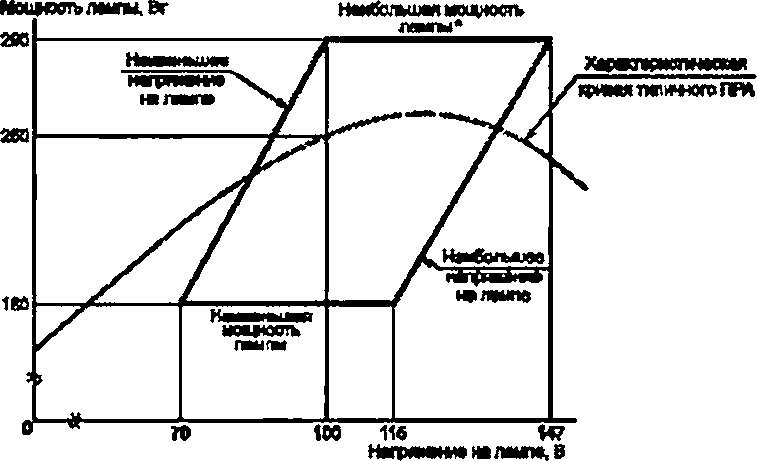 Мощность лампы, Вт
Наибольшая мощность
лампы*
290
Наименьшее
напряжение
на лампе
Характеристическая
кривая типичного ПРА
250
Наибольшее
напряжение
на лампе
180
Наименьшая
мощность
лампы
0
70
100
116
147
Напряжение на лампе, В